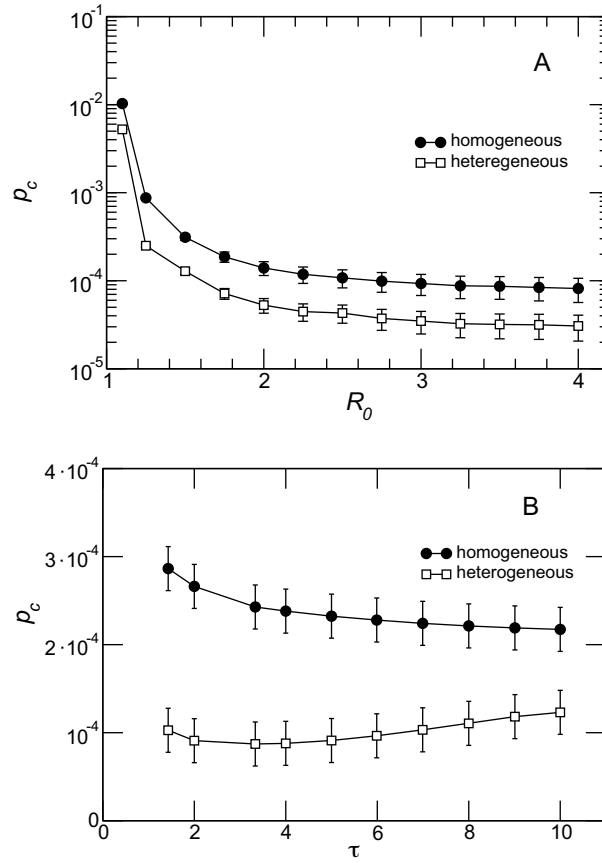 10⁻¹
A
10⁻²
homogeneous
heteregeneous
p_c
10⁻³
10⁻⁴
10⁻⁵
1 2 3 4
R_0
4·10⁻⁴
B
3·10⁻⁴
homogeneous
heterogeneous
p_c
2·10⁻⁴
10⁻⁴
0
0 2 4 6 8 10
τ